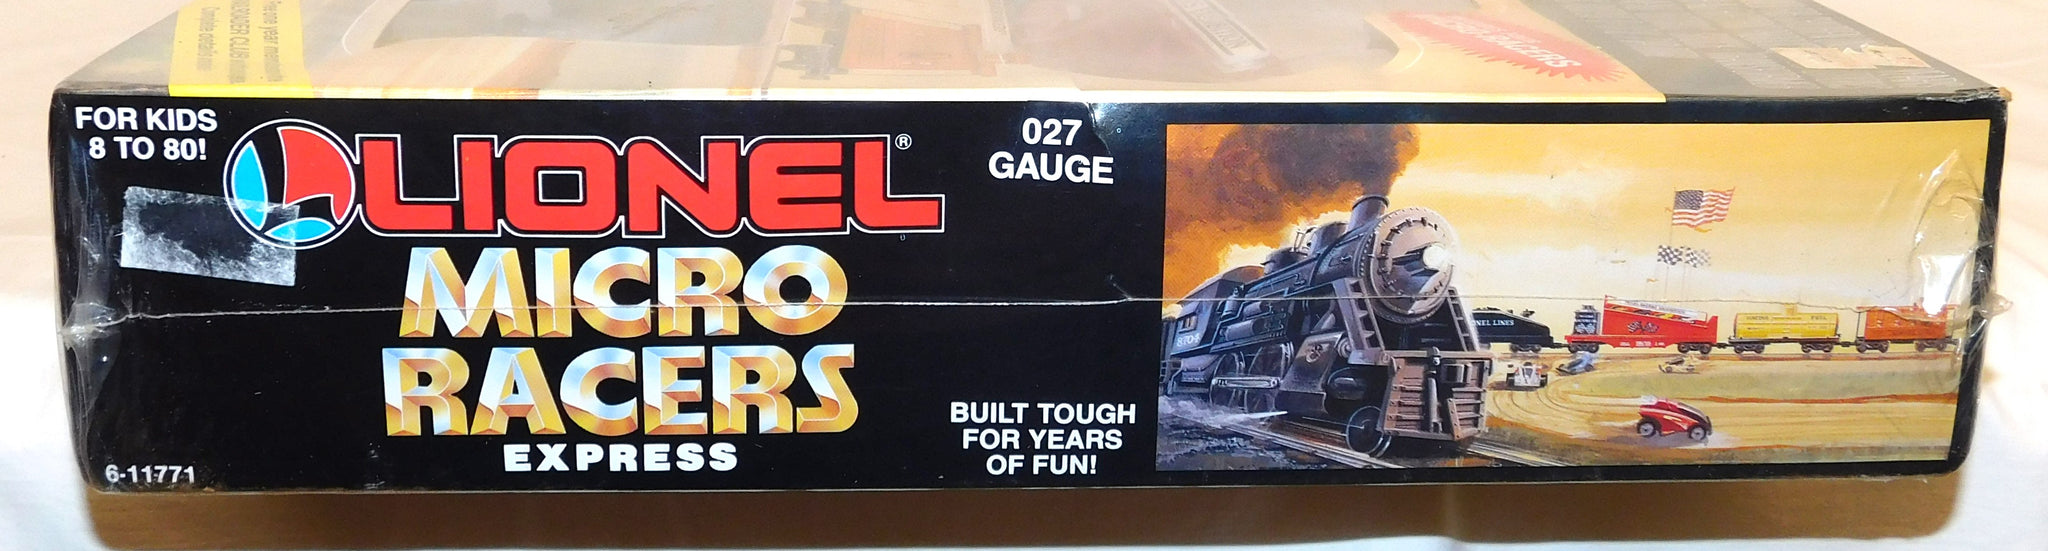 FOR KIDS
8 TO 80!
LIONEL®
027
GAUGE
MICRO
RACERS
EXPRESS
BUILT TOUGH
FOR YEARS
OF FUN!
6-11771
8704